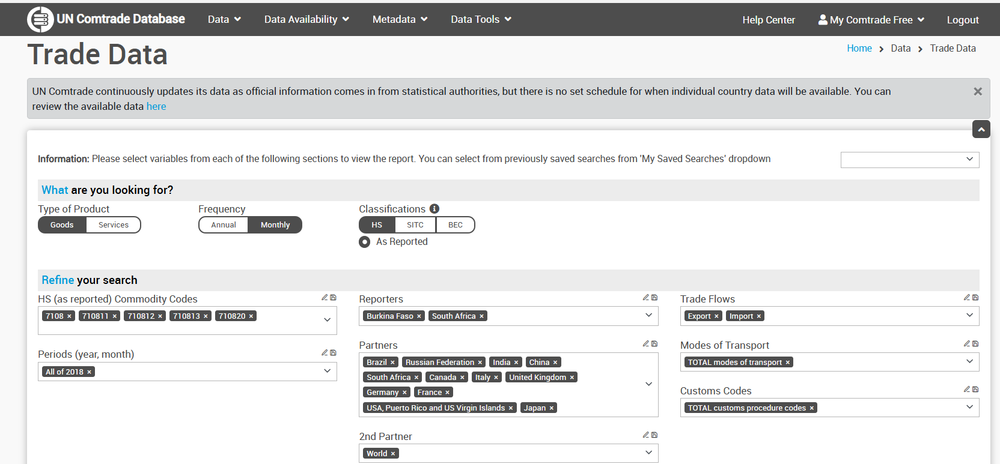 UN Comtrade Database Data Data Availability Metadata Data Tools Help Center My Comtrade Free Logout
Trade Data
Home Data Trade Data
UN Comtrade continuously updates its data as official information comes in from statistical authorities, but there is no set schedule for when individual country data will be available. You can
review the available data here
Information: Please select variables from each of the following sections to view the report. You can select from previously saved searches from 'My Saved Searches' dropdown
What are you looking for?
Type of Product
Goods Services
Frequency
Annual Monthly
Classifications
HS SITC BEC
As Reported
Refine your search
HS (as reported) Commodity Codes
7108 × 710811 × 710812 × 710813 × 710820 ×
Periods (year, month)
All of 2018 ×
Reporters
Burkina Faso × South Africa ×
Partners
Brazil × Russian Federation × India × China ×
South Africa × Canada × Italy × United Kingdom ×
Germany × France ×
USA, Puerto Rico and US Virgin Islands × Japan ×
2nd Partner
World ×
Trade Flows
Export × Import ×
Modes of Transport
TOTAL modes of transport ×
Customs Codes
TOTAL customs procedure codes ×